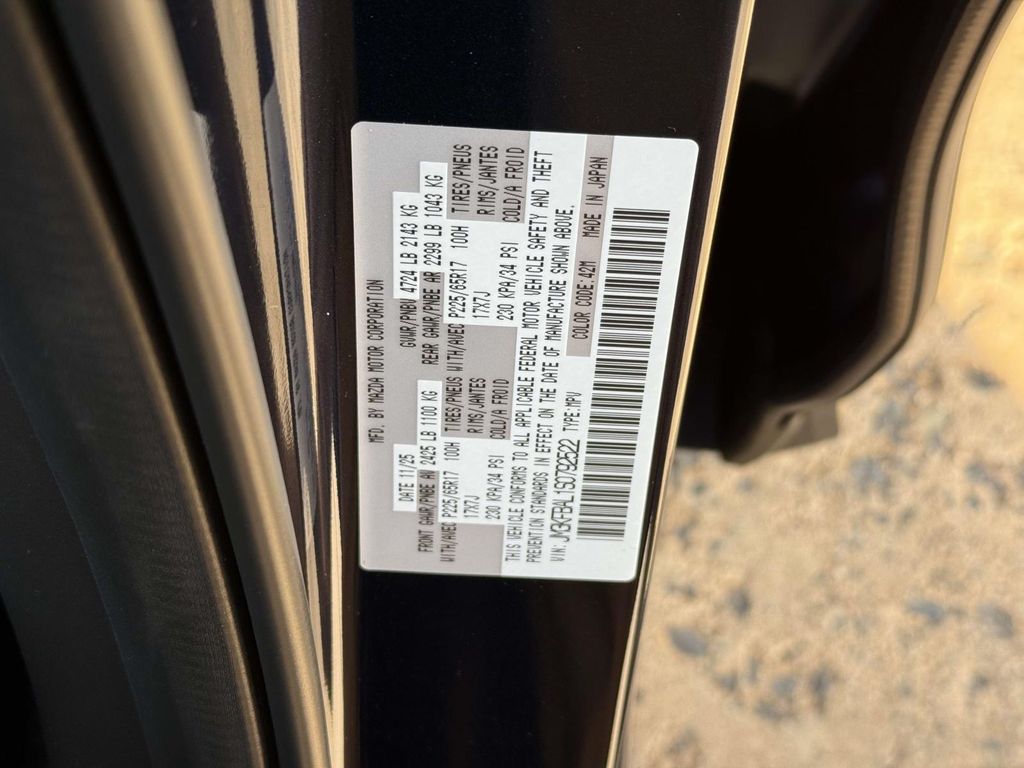 MFD. BY MAZDA MOTOR CORPORATION
DATE 11/25 GVWR/PNBV 4724 LB 2143 KG
FRONT GAWR/PNBE AV 2425 LB 1100 KG REAR GAWR/PNBE AR 2299 LB 1043 KG
WITH/AVEC P225/65R17 100H TIRES/PNEUS WITH/AVEC P225/65R17 100H TIRES/PNEUS
17X7J RIMS/JANTES 17X7J RIMS/JANTES
230 KPA/34 PSI COLD/A FROID 230 KPA/34 PSI COLD/A FROID
THIS VEHICLE CONFORMS TO ALL APPLICABLE FEDERAL MOTOR VEHICLE SAFETY AND THEFT
PREVENTION STANDARDS IN EFFECT ON THE DATE OF MANUFACTURE SHOWN ABOVE.
VIN: JM3KFBAL1SD792522 TYPE:MPV COLOR CODE:42M MADE IN JAPAN